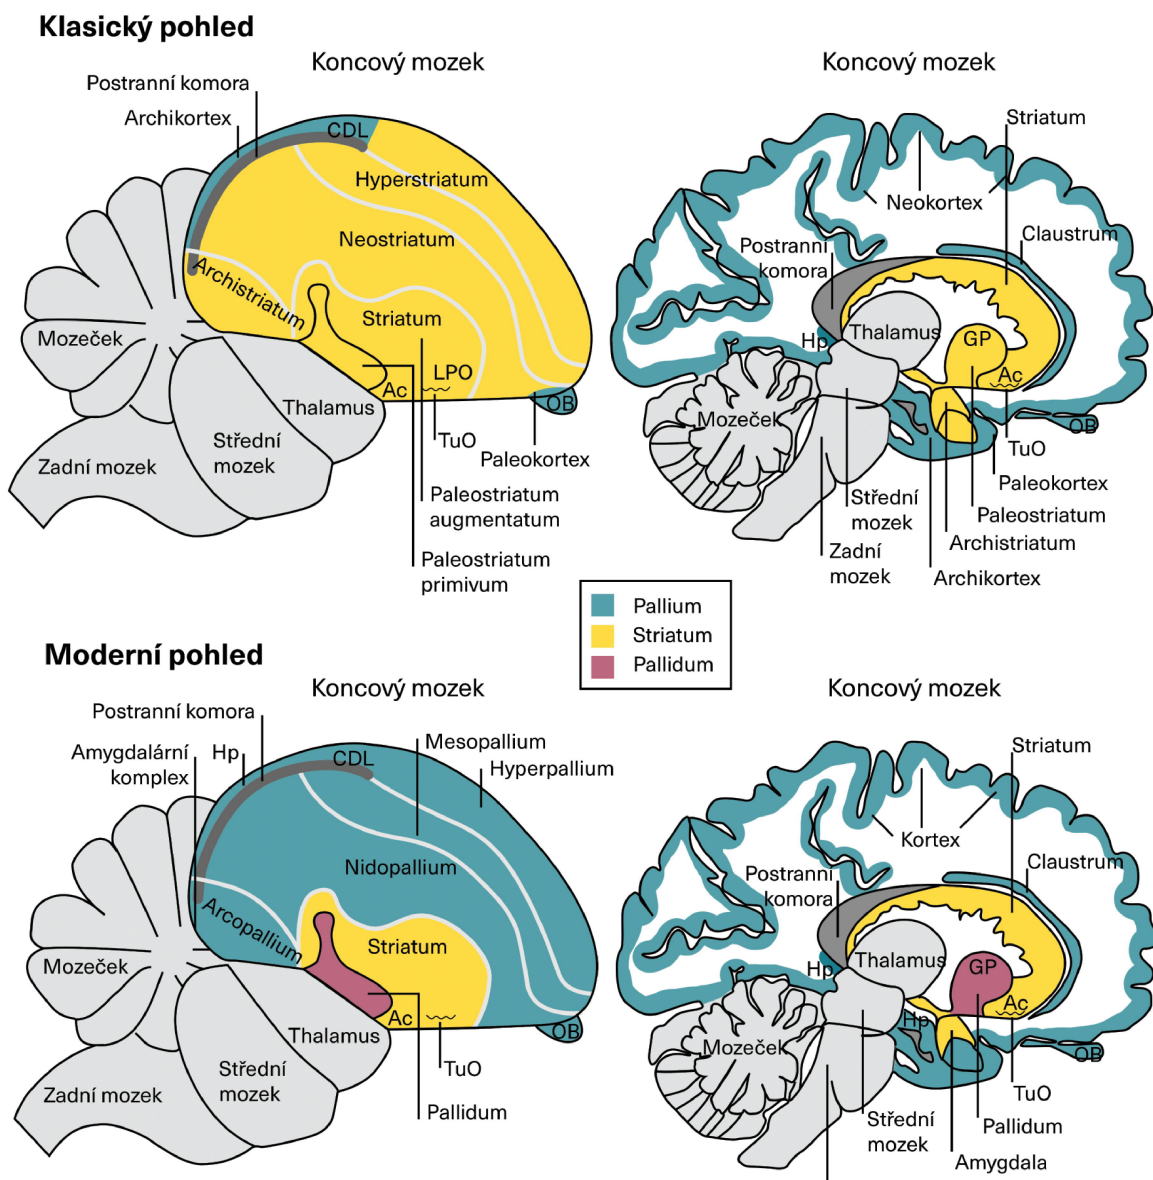 Klasický pohled
Koncový mozek
Postranní komora
Archikortex
CDL
Hyperstriatum
Neostriatum
Archistriatum
Striatum
Mozeček
Ac
LPO
OB
Thalamus
TuO
Střední
mozek
Zadní mozek
Paleokortex
Paleostriatum
augmentatum
Paleostriatum
primivum
Koncový mozek
Striatum
Neokortex
Claustrum
Postranní
komora
Hp
Thalamus
GP
Ac
Mozeček
OB
TuO
Paleokortex
Střední
mozek
Paleostriatum
Archistriatum
Zadní
mozek
Archikortex
Pallium
Striatum
Pallidum
Moderní pohled
Koncový mozek
Postranní komora
Hp
Amygdalární
komplex
CDL
Mesopallium
Hyperpallium
Nidopallium
Arcopallium
Striatum
Mozeček
Ac
OB
Thalamus
TuO
Střední
mozek
Zadní mozek
Pallidum
Koncový mozek
Striatum
Kortex
Claustrum
Postranní
komora
Hp
Thalamus
GP
Ac
Hp
Mozeček
OB
TuO
Střední
mozek
Pallidum
Amygdala